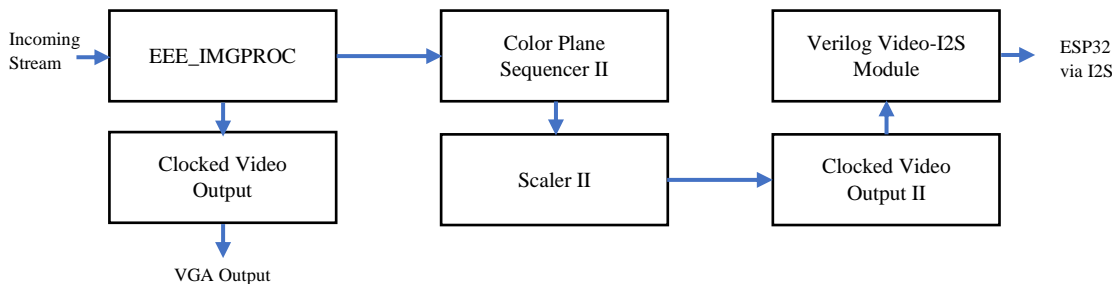 Incoming
Stream
EEE_IMGPROC
Color Plane
Sequencer II
Verilog Video-I2S
Module
ESP32
via I2S
Clocked Video
Output
Scaler II
Clocked Video
Output II
VGA Output